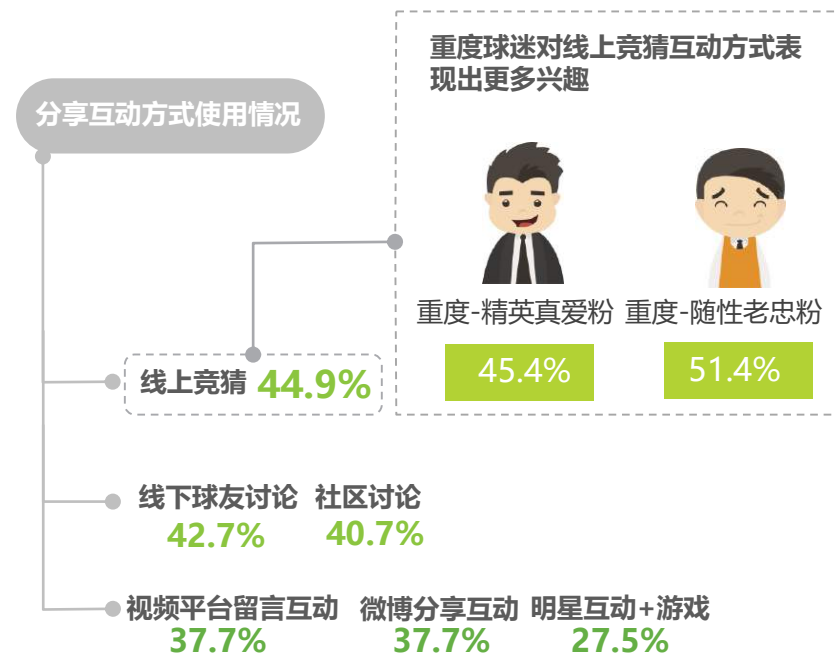 重度球迷对线上竞猜互动方式表
现出更多兴趣
分享互动方式使用情况
重度-精英真爱粉 重度-随性老忠粉
45.4% 51.4%
线上竞猜 44.9%
线下球友讨论 社区讨论
42.7% 40.7%
视频平台留言互动 微博分享互动 明星互动+游戏
37.7% 37.7% 27.5%